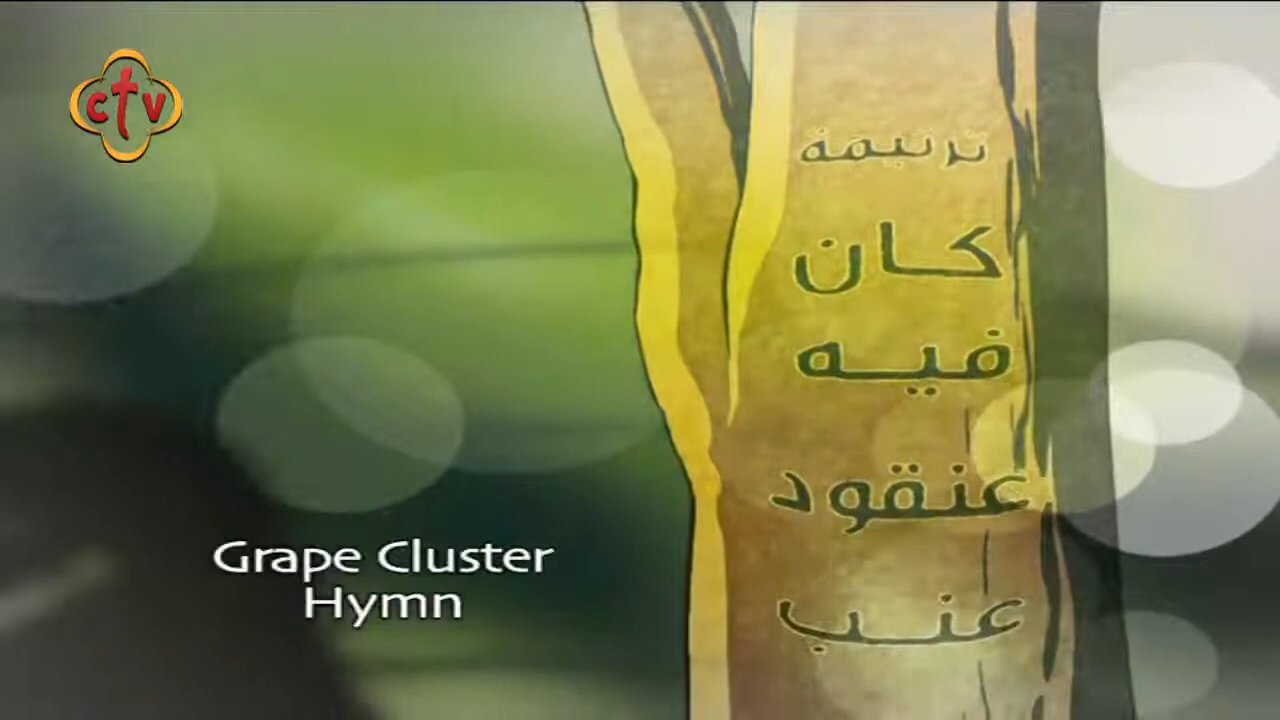 ctv
ترنيمة
كان
فيه
عنقود
عنب
Grape Cluster
Hymn